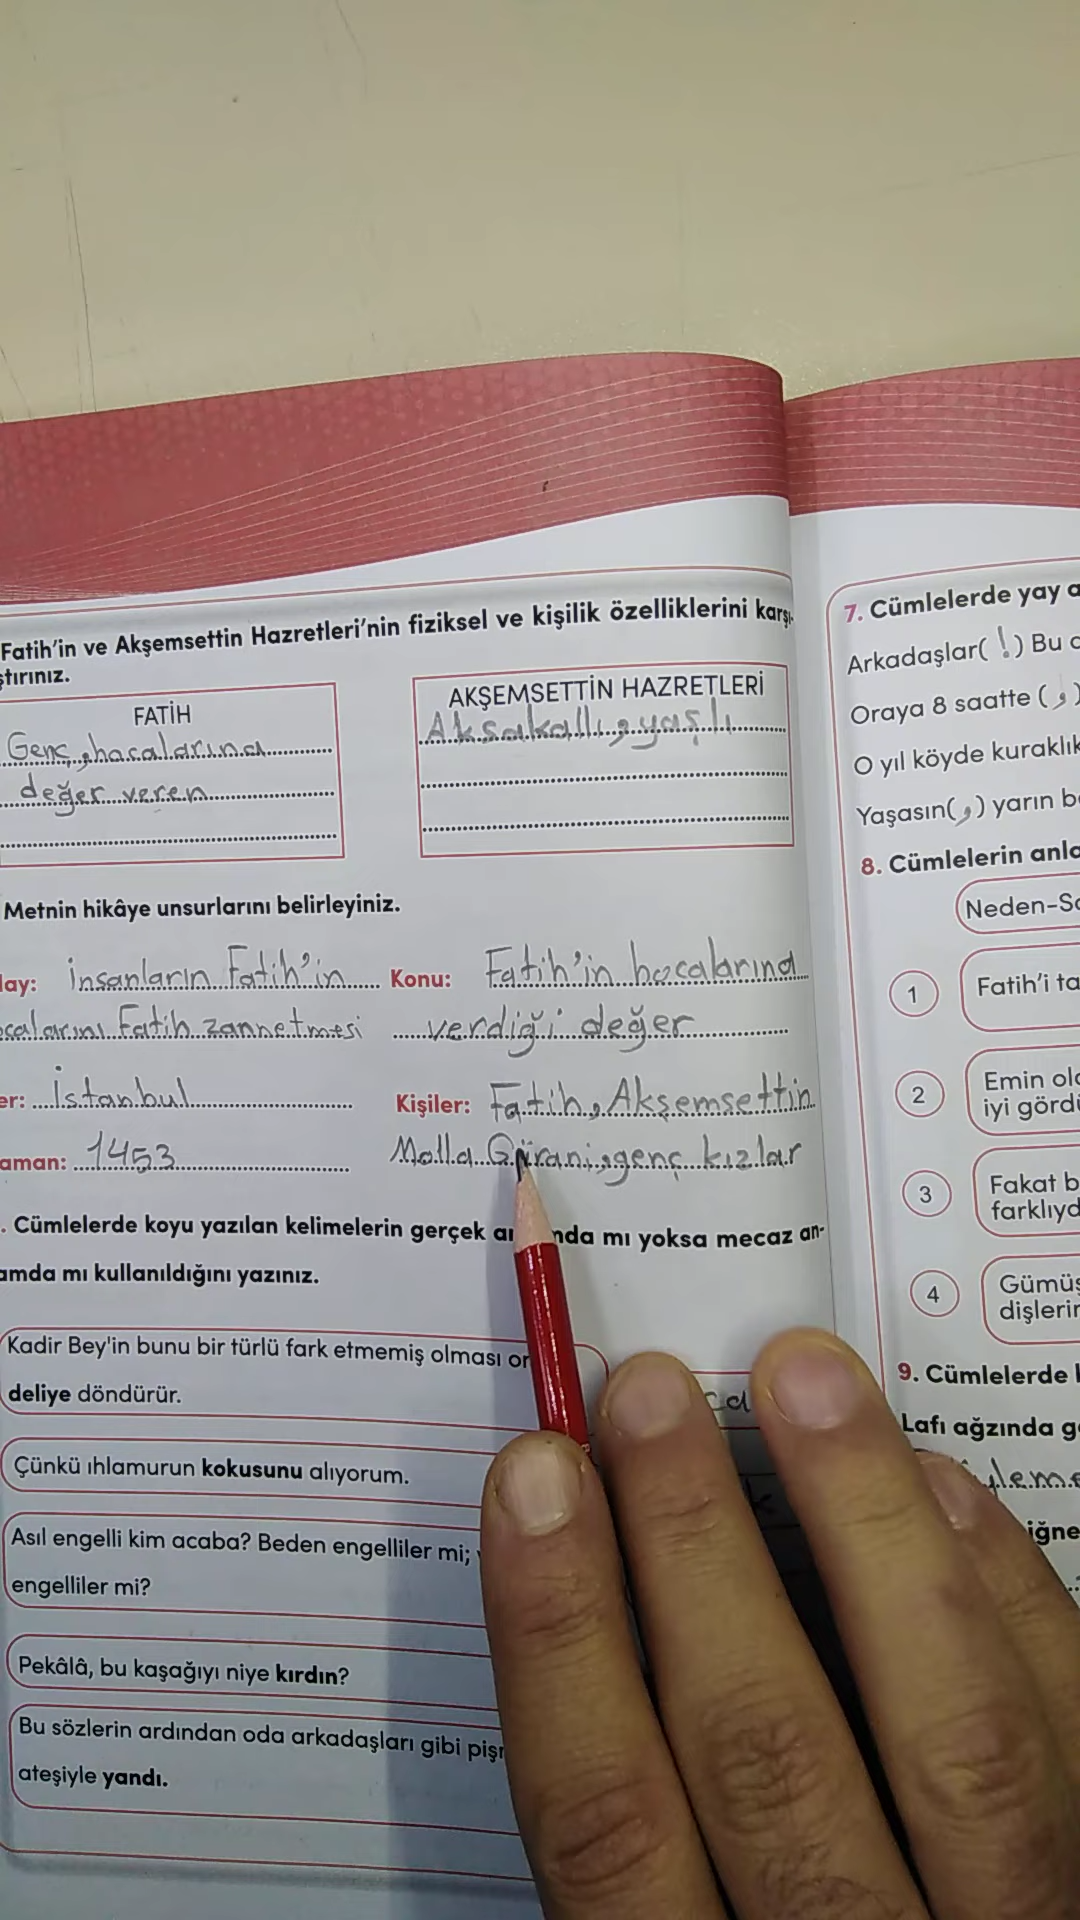 Fatih'in ve Akşemsettin Hazretleri'nin fiziksel ve kişilik özelliklerini karşı-
ştırınız.
FATİH
Genç, hocalarına
değer veren
AKŞEMSETTİN HAZRETLERİ
Aksakallı, yaşlı
Metnin hikâye unsurlarını belirleyiniz.
lay: İnsanların Fatih'in
ocalarını Fatih zannetmesi
Konu: Fatih'in hocalarına
verdiği değer
er: İstanbul
aman: 1453
Kişiler: Fatih, Akşemsettin
Molla Gürani, genç kızlar
. Cümlelerde koyu yazılan kelimelerin gerçek nda mı yoksa mecaz an-
amda mı kullanıldığını yazınız.
Kadir Bey'in bunu bir türlü fark etmemiş olması
deliye döndürür.
Çünkü ıhlamurun kokusunu alıyorum.
Asıl engelli kim acaba? Beden engelliler mi;
engelliler mi?
Pekâlâ, bu kaşağıyı niye kırdın?
Bu sözlerin ardından oda arkadaşları gibi
ateşiyle yandı.
7. Cümlelerde yay a
Arkadaşlar( ! ) Bu
Oraya 8 saatte ( , )
O yıl köyde kuraklık
Yaşasın( , ) yarın
8. Cümlelerin anla
Neden-So
1 Fatih'i ta
2 Emin ola
iyi gördü
3 Fakat b
farklıyd
4 Gümüş
dişlerin
9. Cümlelerde
Lafı ağzında g
yleme
iğne